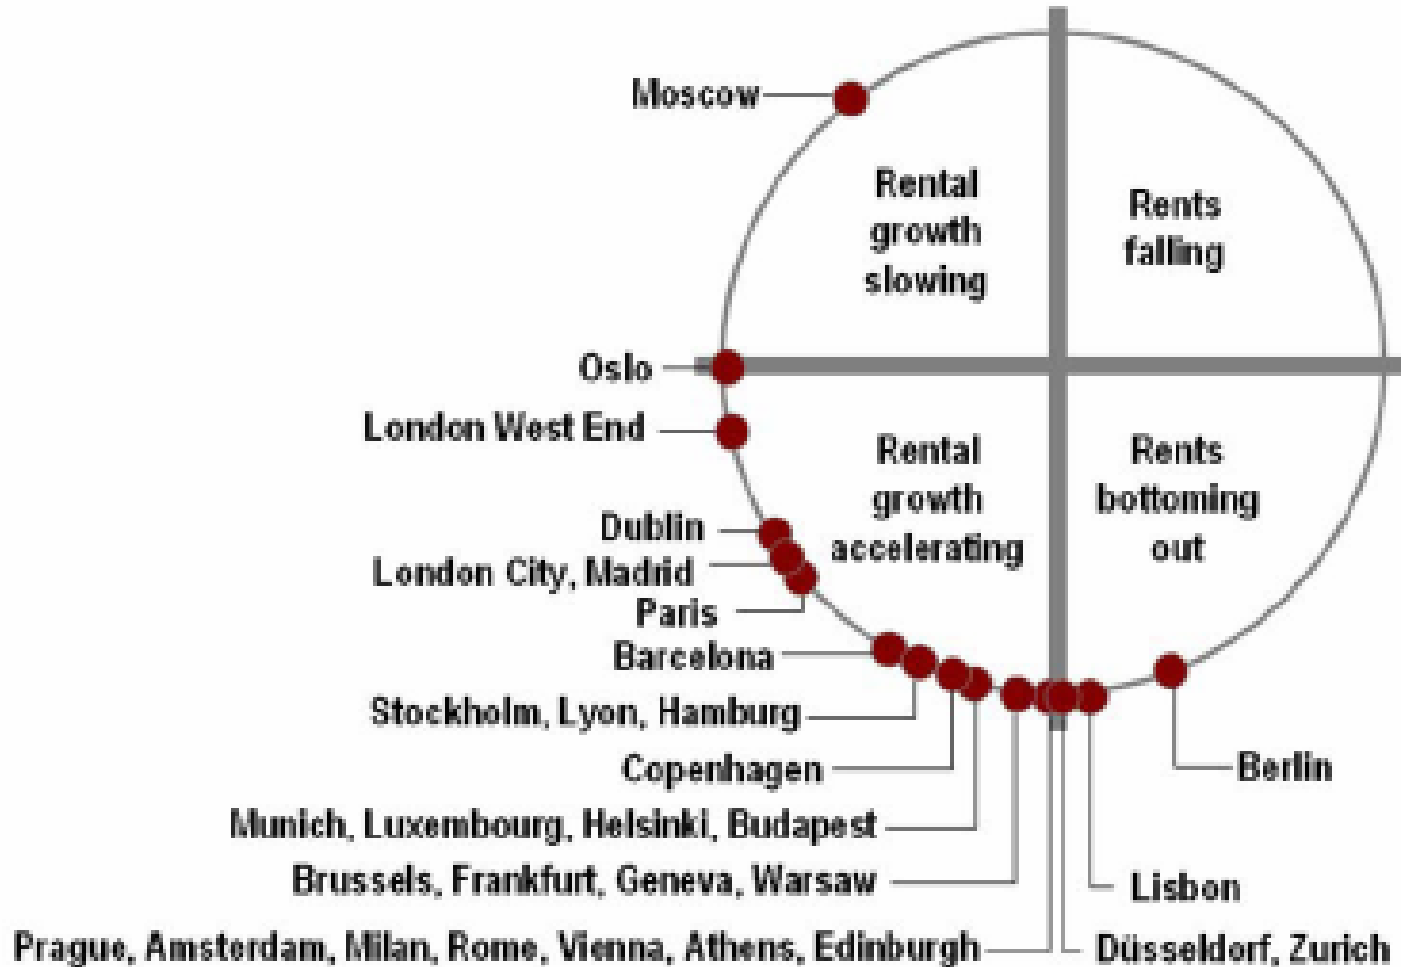 Moscow
Rental
growth
slowing
Rents
falling
Oslo
London West End
Rental
growth
accelerating
Rents
bottoming
out
Dublin
London City, Madrid
Paris
Barcelona
Stockholm, Lyon, Hamburg
Copenhagen
Berlin
Munich, Luxembourg, Helsinki, Budapest
Brussels, Frankfurt, Geneva, Warsaw
Lisbon
Prague, Amsterdam, Milan, Rome, Vienna, Athens, Edinburgh
Düsseldorf, Zurich